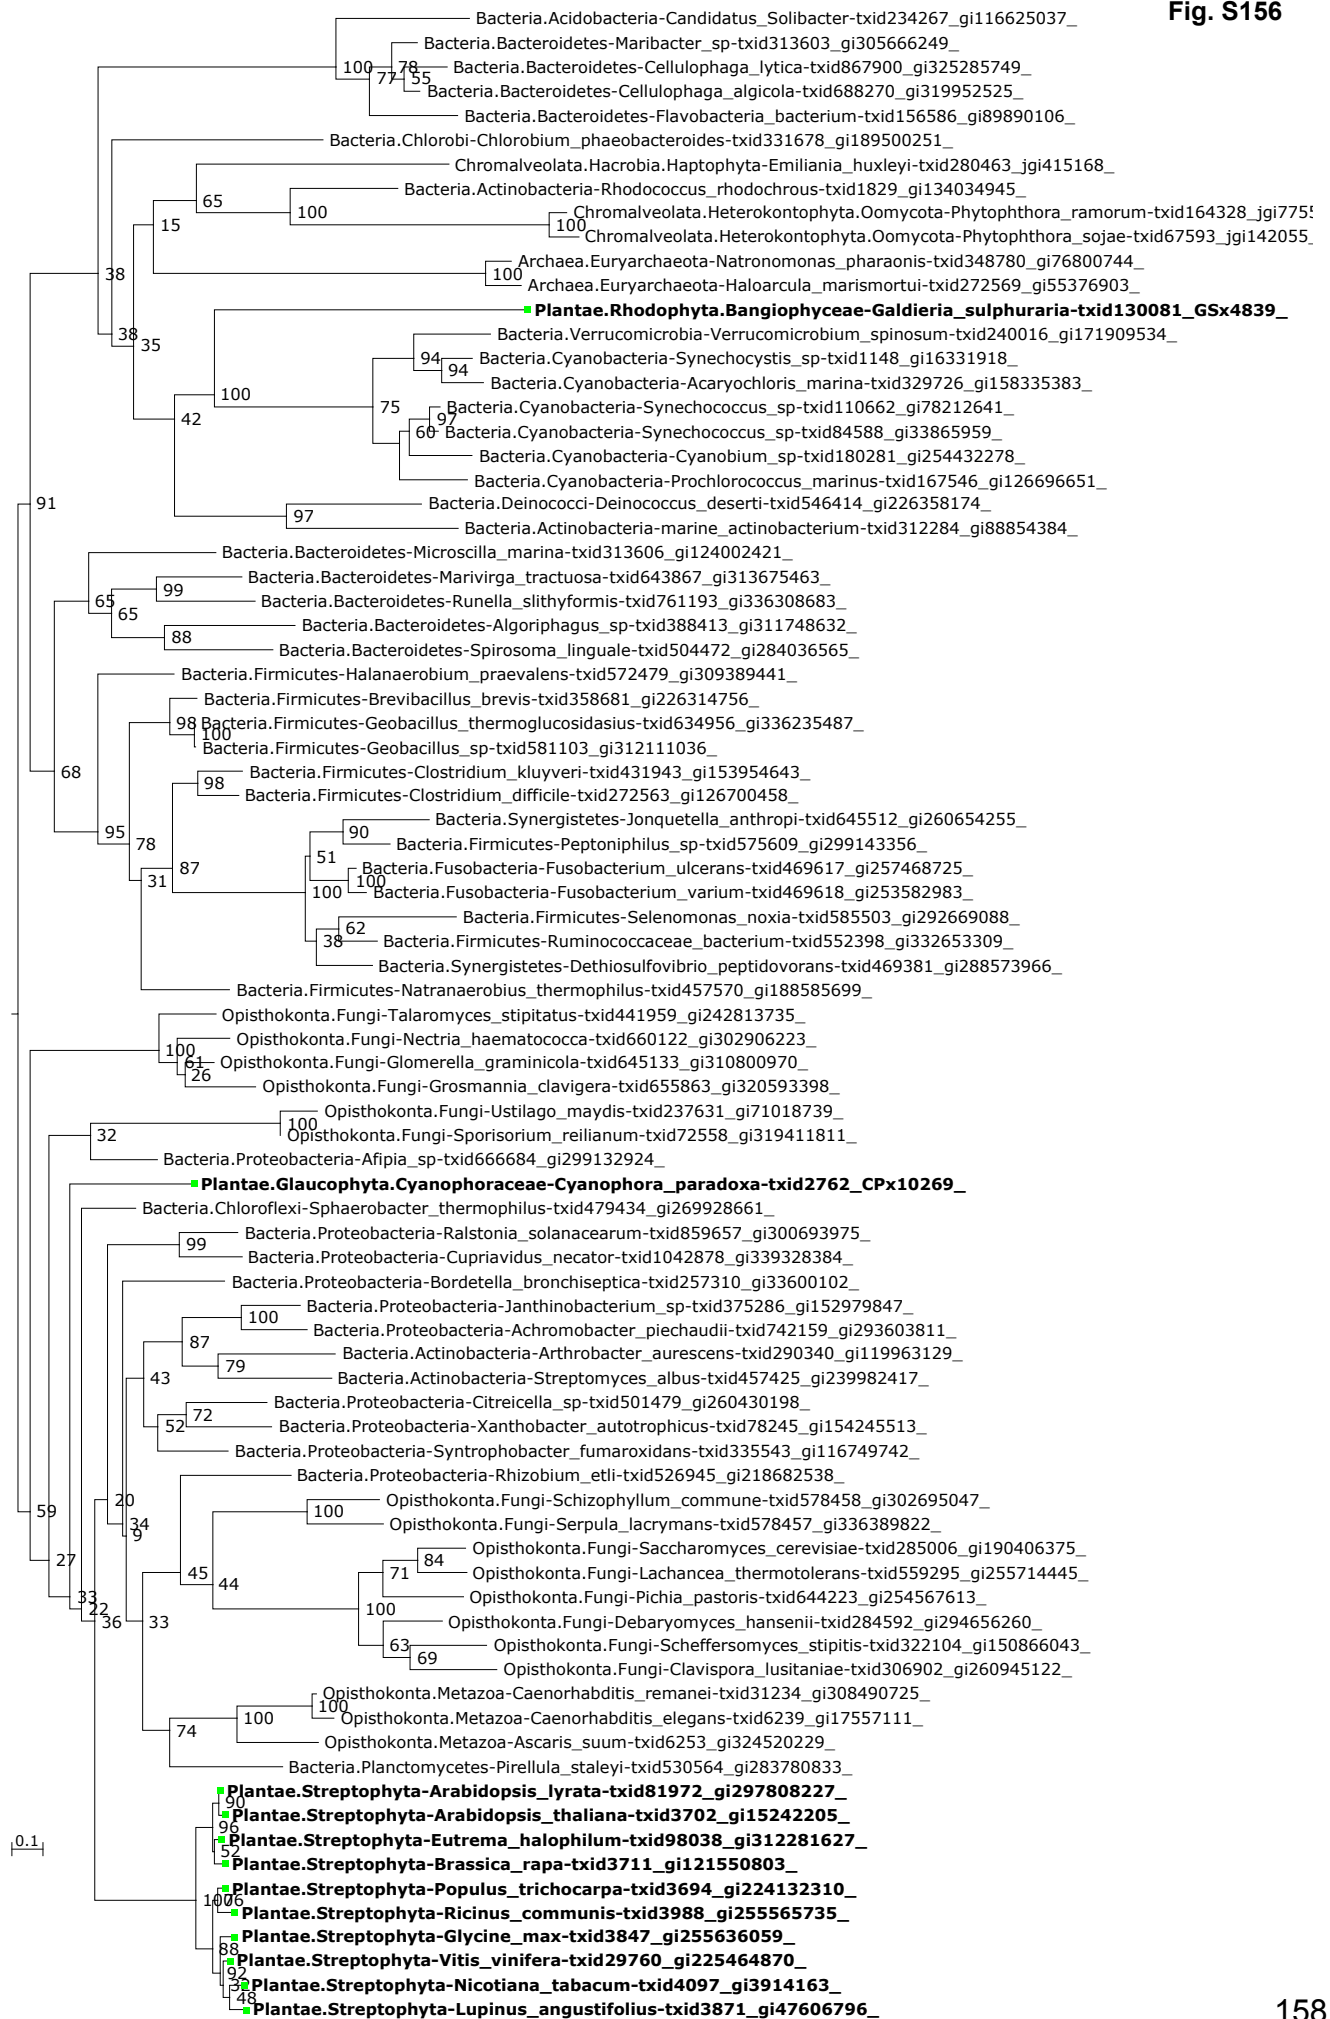 Fig. S156
Bacteria.Acidobacteria-Candidatus_Solibacter-txid234267_gi116625037_
Bacteria.Bacteroidetes-Maribacter_sp-txid313603_gi305666249_
100 78 Bacteria.Bacteroidetes-Cellulophaga_lytica-txid867900_gi325285749_
77 55
Bacteria.Bacteroidetes-Cellulophaga_algicola-txid688270_gi319952525_
Bacteria.Bacteroidetes-Flavobacteria_bacterium-txid156586_gi89890106_
Bacteria.Chlorobi-Chlorobium_phaeobacteroides-txid331678_gi189500251_
Chromalveolata.Hacrobia.Haptophyta-Emiliania_huxleyi-txid280463_jgi415168_
Bacteria.Actinobacteria-Rhodococcus_rhodochrous-txid1829_gi134034945_
65
100 Chromalveolata.Heterokontophyta.Oomycota-Phytophthora_ramorum-txid164328_jgi775
15 100
Chromalveolata.Heterokontophyta.Oomycota-Phytophthora_sojae-txid67593_jgi142055_
Archaea.Euryarchaeota-Natronomonas_pharaonis-txid348780_gi76800744_
38 100
Archaea.Euryarchaeota-Haloarcula_marismortui-txid272569_gi55376903_
Plantae.Rhodophyta.Bangiophyceae-Galdieria_sulphuraria-txid130081_GSx4839_
38 Bacteria.Verrucomicrobia-Verrucomicrobium_spinosum-txid240016_gi171909534_
35
94 Bacteria.Cyanobacteria-Synechocystis_sp-txid1148_gi16331918_
94
Bacteria.Cyanobacteria-Acaryochloris_marina-txid329726_gi158335383_
100
75 Bacteria.Cyanobacteria-Synechococcus_sp-txid110662_gi78212641_
42 97
60 Bacteria.Cyanobacteria-Synechococcus_sp-txid84588_gi33865959_
Bacteria.Cyanobacteria-Cyanobium_sp-txid180281_gi254432278_
Bacteria.Cyanobacteria-Prochlorococcus_marinus-txid167546_gi126696651_
91 Bacteria.Deinococci-Deinococcus_deserti-txid546414_gi226358174_
97
Bacteria.Actinobacteria-marine_actinobacterium-txid312284_gi88854384_
Bacteria.Bacteroidetes-Microscilla_marina-txid313606_gi124002421_
Bacteria.Bacteroidetes-Marivirga_tractuosa-txid643867_gi313675463_
99
65 Bacteria.Bacteroidetes-Runella_slithyformis-txid761193_gi336308683_
65
Bacteria.Bacteroidetes-Algoriphagus_sp-txid388413_gi311748632_
88
Bacteria.Bacteroidetes-Spirosoma_linguale-txid504472_gi284036565_
Bacteria.Firmicutes-Halanaerobium_praevalens-txid572479_gi309389441_
Bacteria.Firmicutes-Brevibacillus_brevis-txid358681_gi226314756_
98 Bacteria.Firmicutes-Geobacillus_thermoglucosidasius-txid634956_gi336235487_
100
Bacteria.Firmicutes-Geobacillus_sp-txid581103_gi312111036_
68 Bacteria.Firmicutes-Clostridium_kluyveri-txid431943_gi153954643_
98
Bacteria.Firmicutes-Clostridium_difficile-txid272563_gi126700458_
Bacteria.Synergistetes-Jonquetella_anthropi-txid645512_gi260654255_
95 90
78 Bacteria.Firmicutes-Peptoniphilus_sp-txid575609_gi299143356_
51
87 Bacteria.Fusobacteria-Fusobacterium_ulcerans-txid469617_gi257468725_
31 100
100 Bacteria.Fusobacteria-Fusobacterium_varium-txid469618_gi253582983_
Bacteria.Firmicutes-Selenomonas_noxia-txid585503_gi292669088_
62
38 Bacteria.Firmicutes-Ruminococcaceae_bacterium-txid552398_gi332653309_
Bacteria.Synergistetes-Dethiosulfovibrio_peptidovorans-txid469381_gi288573966_
Bacteria.Firmicutes-Natranaerobius_thermophilus-txid457570_gi188585699_
Opisthokonta.Fungi-Talaromyces_stipitatus-txid441959_gi242813735_
Opisthokonta.Fungi-Nectria_haematococca-txid660122_gi302906223_
100
61 Opisthokonta.Fungi-Glomerella_graminicola-txid645133_gi310800970_
26
Opisthokonta.Fungi-Grosmannia_clavigera-txid655863_gi320593398_
Opisthokonta.Fungi-Ustilago_maydis-txid237631_gi71018739_
100
32 Opisthokonta.Fungi-Sporisorium_reilianum-txid72558_gi319411811_
Bacteria.Proteobacteria-Afipia_sp-txid666684_gi299132924_
Plantae.Glaucophyta.Cyanophoraceae-Cyanophora_paradoxa-txid2762_CPx10269_
Bacteria.Chloroflexi-Sphaerobacter_thermophilus-txid479434_gi269928661_
Bacteria.Proteobacteria-Ralstonia_solanacearum-txid859657_gi300693975_
99
Bacteria.Proteobacteria-Cupriavidus_necator-txid1042878_gi339328384_
Bacteria.Proteobacteria-Bordetella_bronchiseptica-txid257310_gi33600102_
Bacteria.Proteobacteria-Janthinobacterium_sp-txid375286_gi152979847_
100
Bacteria.Proteobacteria-Achromobacter_piechaudii-txid742159_gi293603811_
87
Bacteria.Actinobacteria-Arthrobacter_aurescens-txid290340_gi119963129_
79
43 Bacteria.Actinobacteria-Streptomyces_albus-txid457425_gi239982417_
Bacteria.Proteobacteria-Citreicella_sp-txid501479_gi260430198_
72
52 Bacteria.Proteobacteria-Xanthobacter_autotrophicus-txid78245_gi154245513_
Bacteria.Proteobacteria-Syntrophobacter_fumaroxidans-txid335543_gi116749742_
Bacteria.Proteobacteria-Rhizobium_etli-txid526945_gi218682538_
20 Opisthokonta.Fungi-Schizophyllum_commune-txid578458_gi302695047_
59 100
34 Opisthokonta.Fungi-Serpula_lacrymans-txid578457_gi336389822_
9
Opisthokonta.Fungi-Saccharomyces_cerevisiae-txid285006_gi190406375_
27 84
45 71 Opisthokonta.Fungi-Lachancea_thermotolerans-txid559295_gi255714445_
44
33 Opisthokonta.Fungi-Pichia_pastoris-txid644223_gi254567613_
22 100
36 33 Opisthokonta.Fungi-Debaryomyces_hansenii-txid284592_gi294656260_
63 Opisthokonta.Fungi-Scheffersomyces_stipitis-txid322104_gi150866043_
69
Opisthokonta.Fungi-Clavispora_lusitaniae-txid306902_gi260945122_
Opisthokonta.Metazoa-Caenorhabditis_remanei-txid31234_gi308490725_
100
100 Opisthokonta.Metazoa-Caenorhabditis_elegans-txid6239_gi17557111_
74
Opisthokonta.Metazoa-Ascaris_suum-txid6253_gi324520229_
Bacteria.Planctomycetes-Pirellula_staleyi-txid530564_gi283780833_
Plantae.Streptophyta-Arabidopsis_lyrata-txid81972_gi297808227_
90
Plantae.Streptophyta-Arabidopsis_thaliana-txid3702_gi15242205_
96
0.1 Plantae.Streptophyta-Eutrema_halophilum-txid98038_gi312281627_
52
Plantae.Streptophyta-Brassica_rapa-txid3711_gi121550803_
Plantae.Streptophyta-Populus_trichocarpa-txid3694_gi224132310_
100 76
Plantae.Streptophyta-Ricinus_communis-txid3988_gi255565735_
Plantae.Streptophyta-Glycine_max-txid3847_gi255636059_
88
Plantae.Streptophyta-Vitis_vinifera-txid29760_gi225464870_
92
Plantae.Streptophyta-Nicotiana_tabacum-txid4097_gi3914163_
48
Plantae.Streptophyta-Lupinus_angustifolius-txid3871_gi47606796_
158